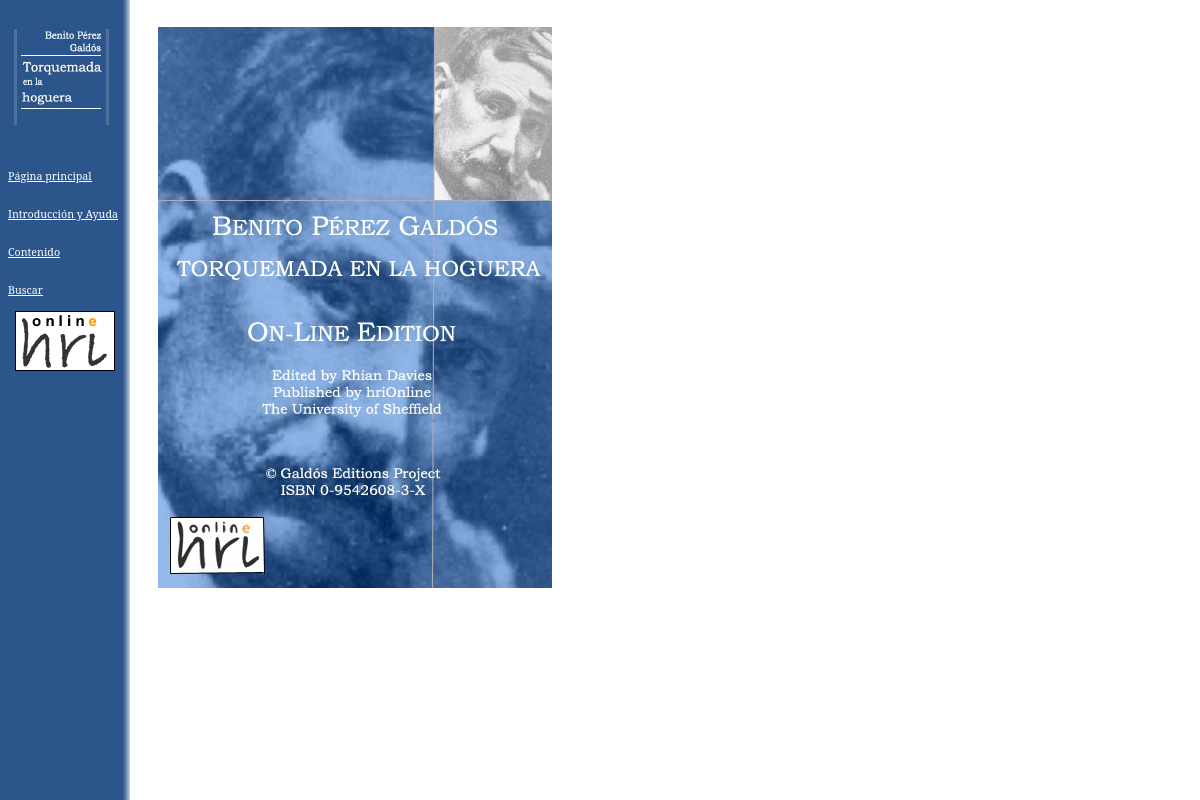 Benito Pérez
Galdós
Torquemada
en la
hoguera
Página principal
Introducción y Ayuda
Contenido
Buscar
online
hri
BENITO PÉREZ GALDÓS
TORQUEMADA EN LA HOGUERA
ON-LINE EDITION
Edited by Rhian Davies
Published by hriOnline
The University of Sheffield
© Galdós Editions Project
ISBN 0-9542608-3-X
online
hri